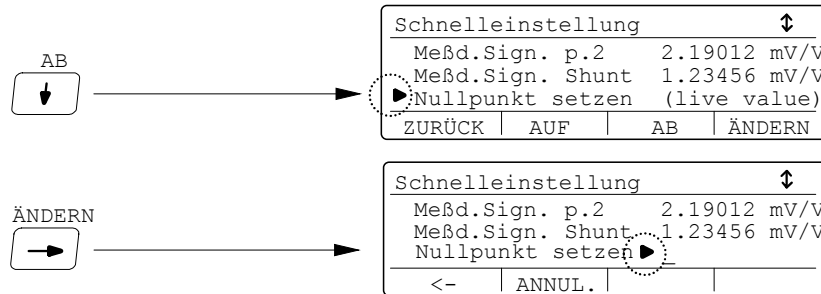 AB
Schnelleinstellung
Meßd.Sign. p.2 2.19012 mV/V
Meßd.Sign. Shunt 1.23456 mV/V
Nullpunkt setzen (live value)
ZURÜCK AUF AB ÄNDERN
ÄNDERN
Schnelleinstellung
Meßd.Sign. p.2 2.19012 mV/V
Meßd.Sign. Shunt 1.23456 mV/V
Nullpunkt setzen _
<- ANNUL.